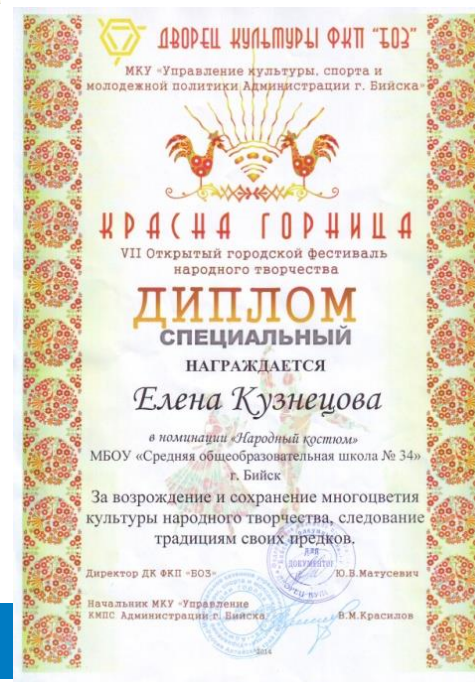 ДВОРЕЦ КУЛЬТУРЫ ФКП "БОЗ"
МКУ "Управление культуры, спорта и
молодежной политики Администрации г. Бийска"
КРАСНА ГОРНИЦА
VII Открытый городской фестиваль
народного творчества
ДИПЛОМ
СПЕЦИАЛЬНЫЙ
НАГРАЖДАЕТСЯ
Елена Кузнецова
в номинации «Народный костюм»
МБОУ «Средняя общеобразовательная школа № 34»
г. Бийск
За возрождение и сохранение многоцветия
культуры народного творчества, следование
традициям своих предков.
ДЛЯ
ДОКУМЕНТОВ
Директор ДК ФКП "БОЗ"
Ю.В.Матусевич
Начальник МКУ "Управление
КМПС Администрации г. Бийска"
В.М.Красилов